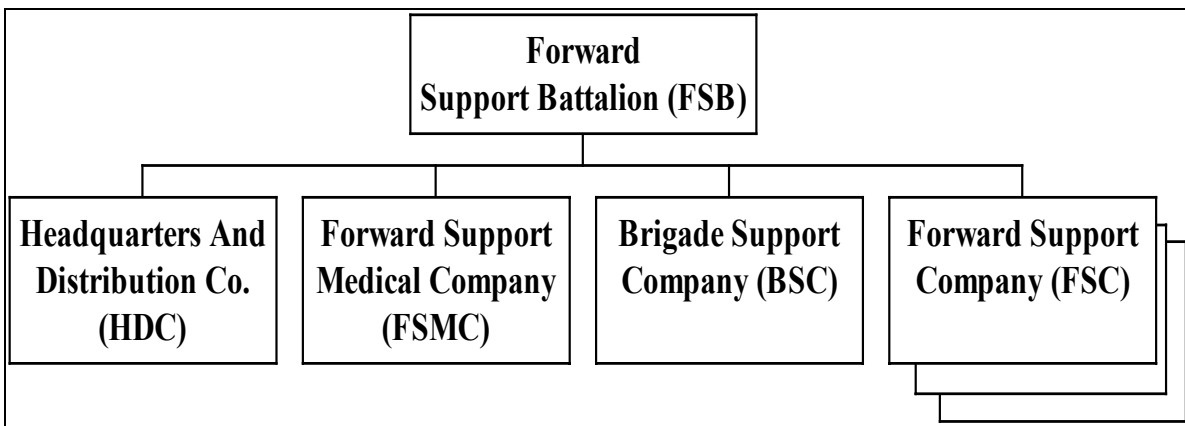 Forward
Support Battalion (FSB)
Headquarters And
Distribution Co.
(HDC)
Forward Support
Medical Company
(FSMC)
Brigade Support
Company (BSC)
Forward Support
Company (FSC)